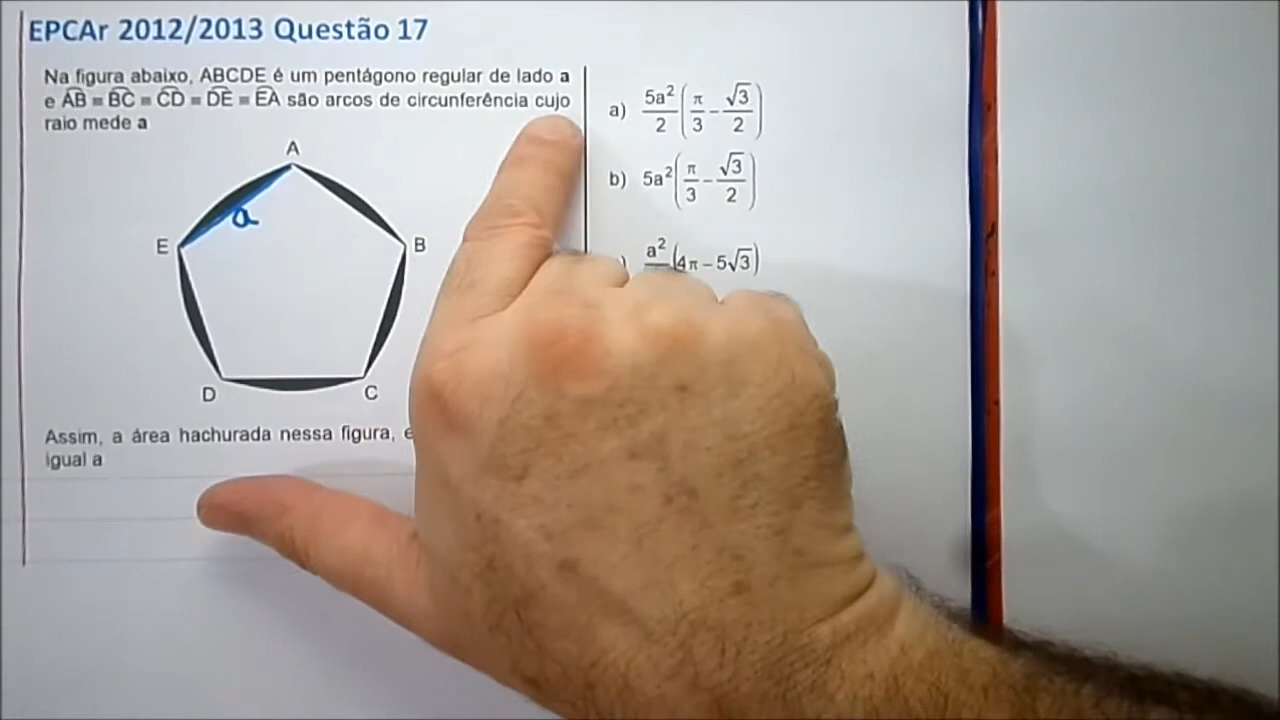 EPCAr 2012/2013 Questão 17
Na figura abaixo, ABCDE é um pentágono regular de lado a
e AB ≡ BC ≡ CD ≡ DE ≡ EA são arcos de circunferência cujo
raio mede a
A
a
E
B
D
C
Assim, a área hachurada nessa figura, e
igual a
a) 5a²/2 (π/3 − √3/2)
b) 5a² (π/3 − √3/2)
) a² (4π − 5√3)